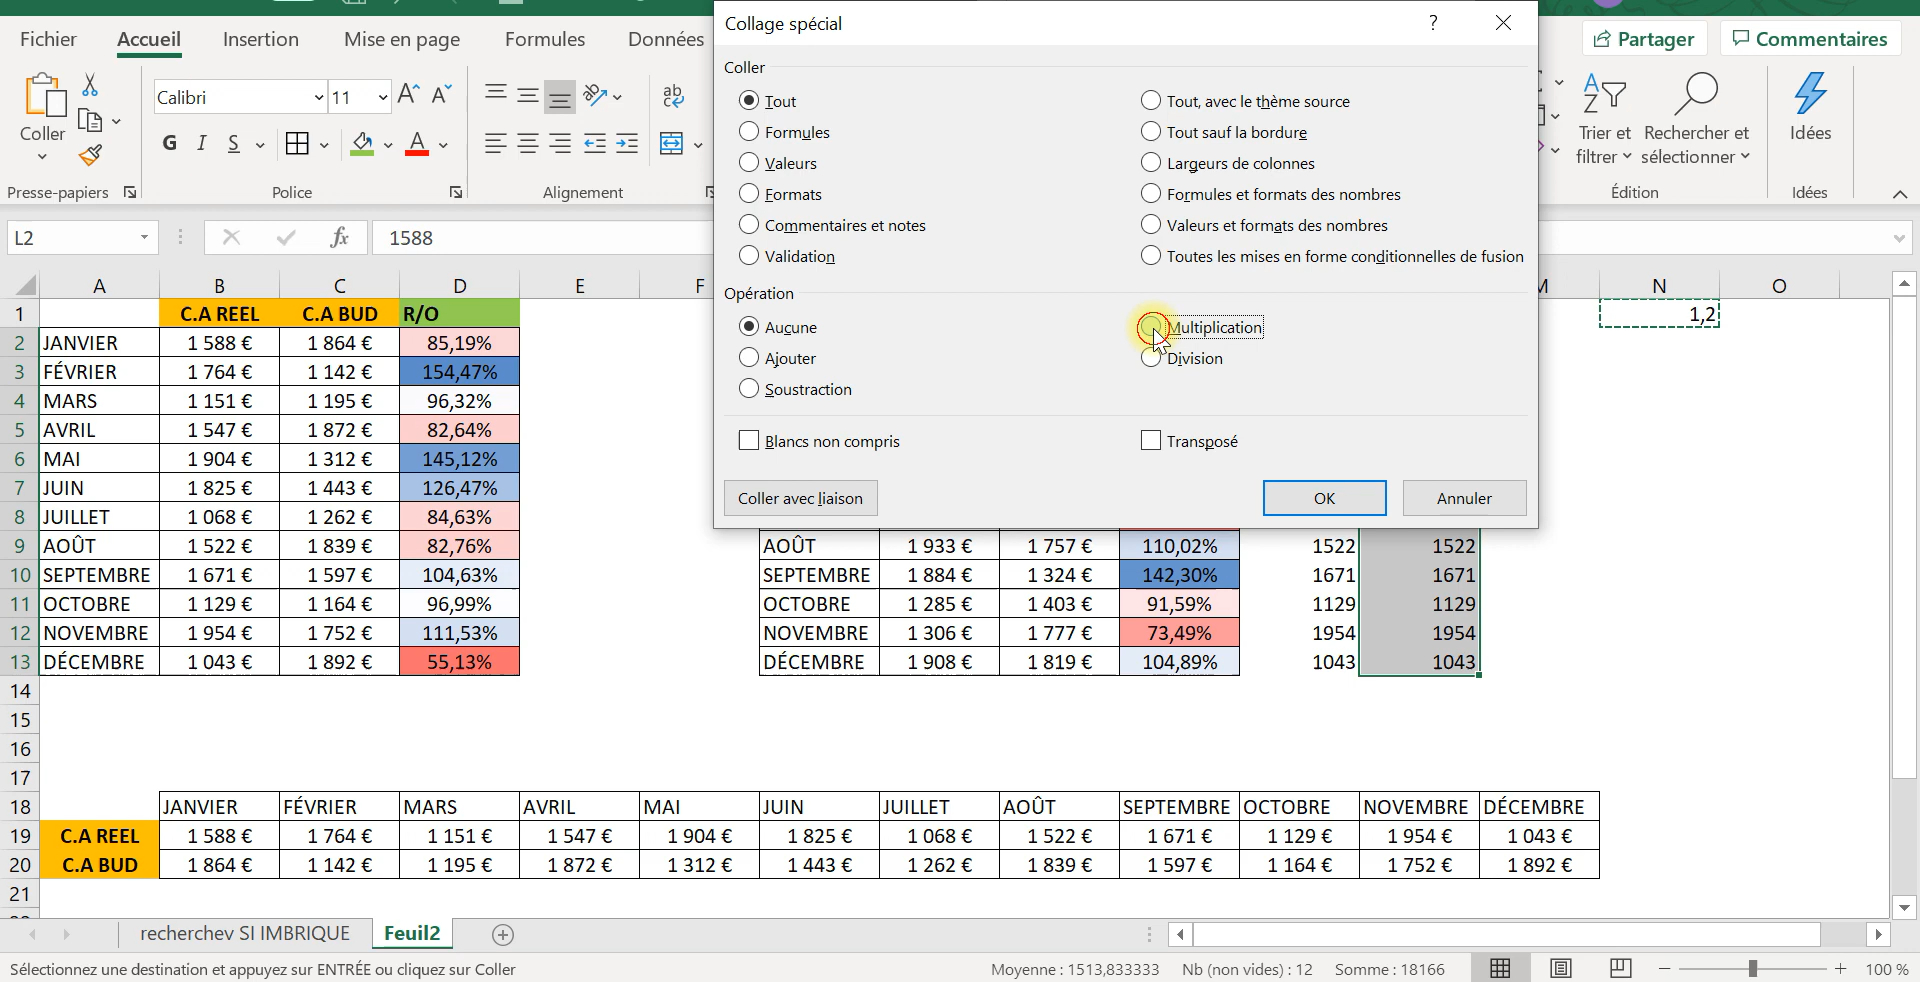 Collage spécial ?
Fichier Accueil Insertion Mise en page Formules Données
Partager Commentaires
Coller
Tout Tout, avec le thème source
Formules Tout sauf la bordure
Valeurs Largeurs de colonnes
Formats Formules et formats des nombres
Commentaires et notes Valeurs et formats des nombres
Validation Toutes les mises en forme conditionnelles de fusion
Opération
Aucune Multiplication
Ajouter Division
Soustraction
Blancs non compris Transposé
Coller avec liaison OK Annuler
Coller
Calibri 11
G I S
ab
Presse-papiers Police Alignement
Trier et filtrer
Rechercher et sélectionner
Idées
Édition Idées
L2 fx 1588
A B C D E F M N O
1 C.A REEL C.A BUD R/O 1,2
2 JANVIER 1 588 € 1 864 € 85,19%
3 FÉVRIER 1 764 € 1 142 € 154,47%
4 MARS 1 151 € 1 195 € 96,32%
5 AVRIL 1 547 € 1 872 € 82,64%
6 MAI 1 904 € 1 312 € 145,12%
7 JUIN 1 825 € 1 443 € 126,47%
8 JUILLET 1 068 € 1 262 € 84,63%
9 AOÛT 1 522 € 1 839 € 82,76% AOÛT 1 933 € 1 757 € 110,02% 1522 1522
10 SEPTEMBRE 1 671 € 1 597 € 104,63% SEPTEMBRE 1 884 € 1 324 € 142,30% 1671 1671
11 OCTOBRE 1 129 € 1 164 € 96,99% OCTOBRE 1 285 € 1 403 € 91,59% 1129 1129
12 NOVEMBRE 1 954 € 1 752 € 111,53% NOVEMBRE 1 306 € 1 777 € 73,49% 1954 1954
13 DÉCEMBRE 1 043 € 1 892 € 55,13% DÉCEMBRE 1 908 € 1 819 € 104,89% 1043 1043
14
15
16
17
18 JANVIER FÉVRIER MARS AVRIL MAI JUIN JUILLET AOÛT SEPTEMBRE OCTOBRE NOVEMBRE DÉCEMBRE
19 C.A REEL 1 588 € 1 764 € 1 151 € 1 547 € 1 904 € 1 825 € 1 068 € 1 522 € 1 671 € 1 129 € 1 954 € 1 043 €
20 C.A BUD 1 864 € 1 142 € 1 195 € 1 872 € 1 312 € 1 443 € 1 262 € 1 839 € 1 597 € 1 164 € 1 752 € 1 892 €
21
recherchev SI IMBRIQUE Feuil2
Sélectionnez une destination et appuyez sur ENTRÉE ou cliquez sur Coller Moyenne : 1513,833333 Nb (non vides) : 12 Somme : 18166 100 %